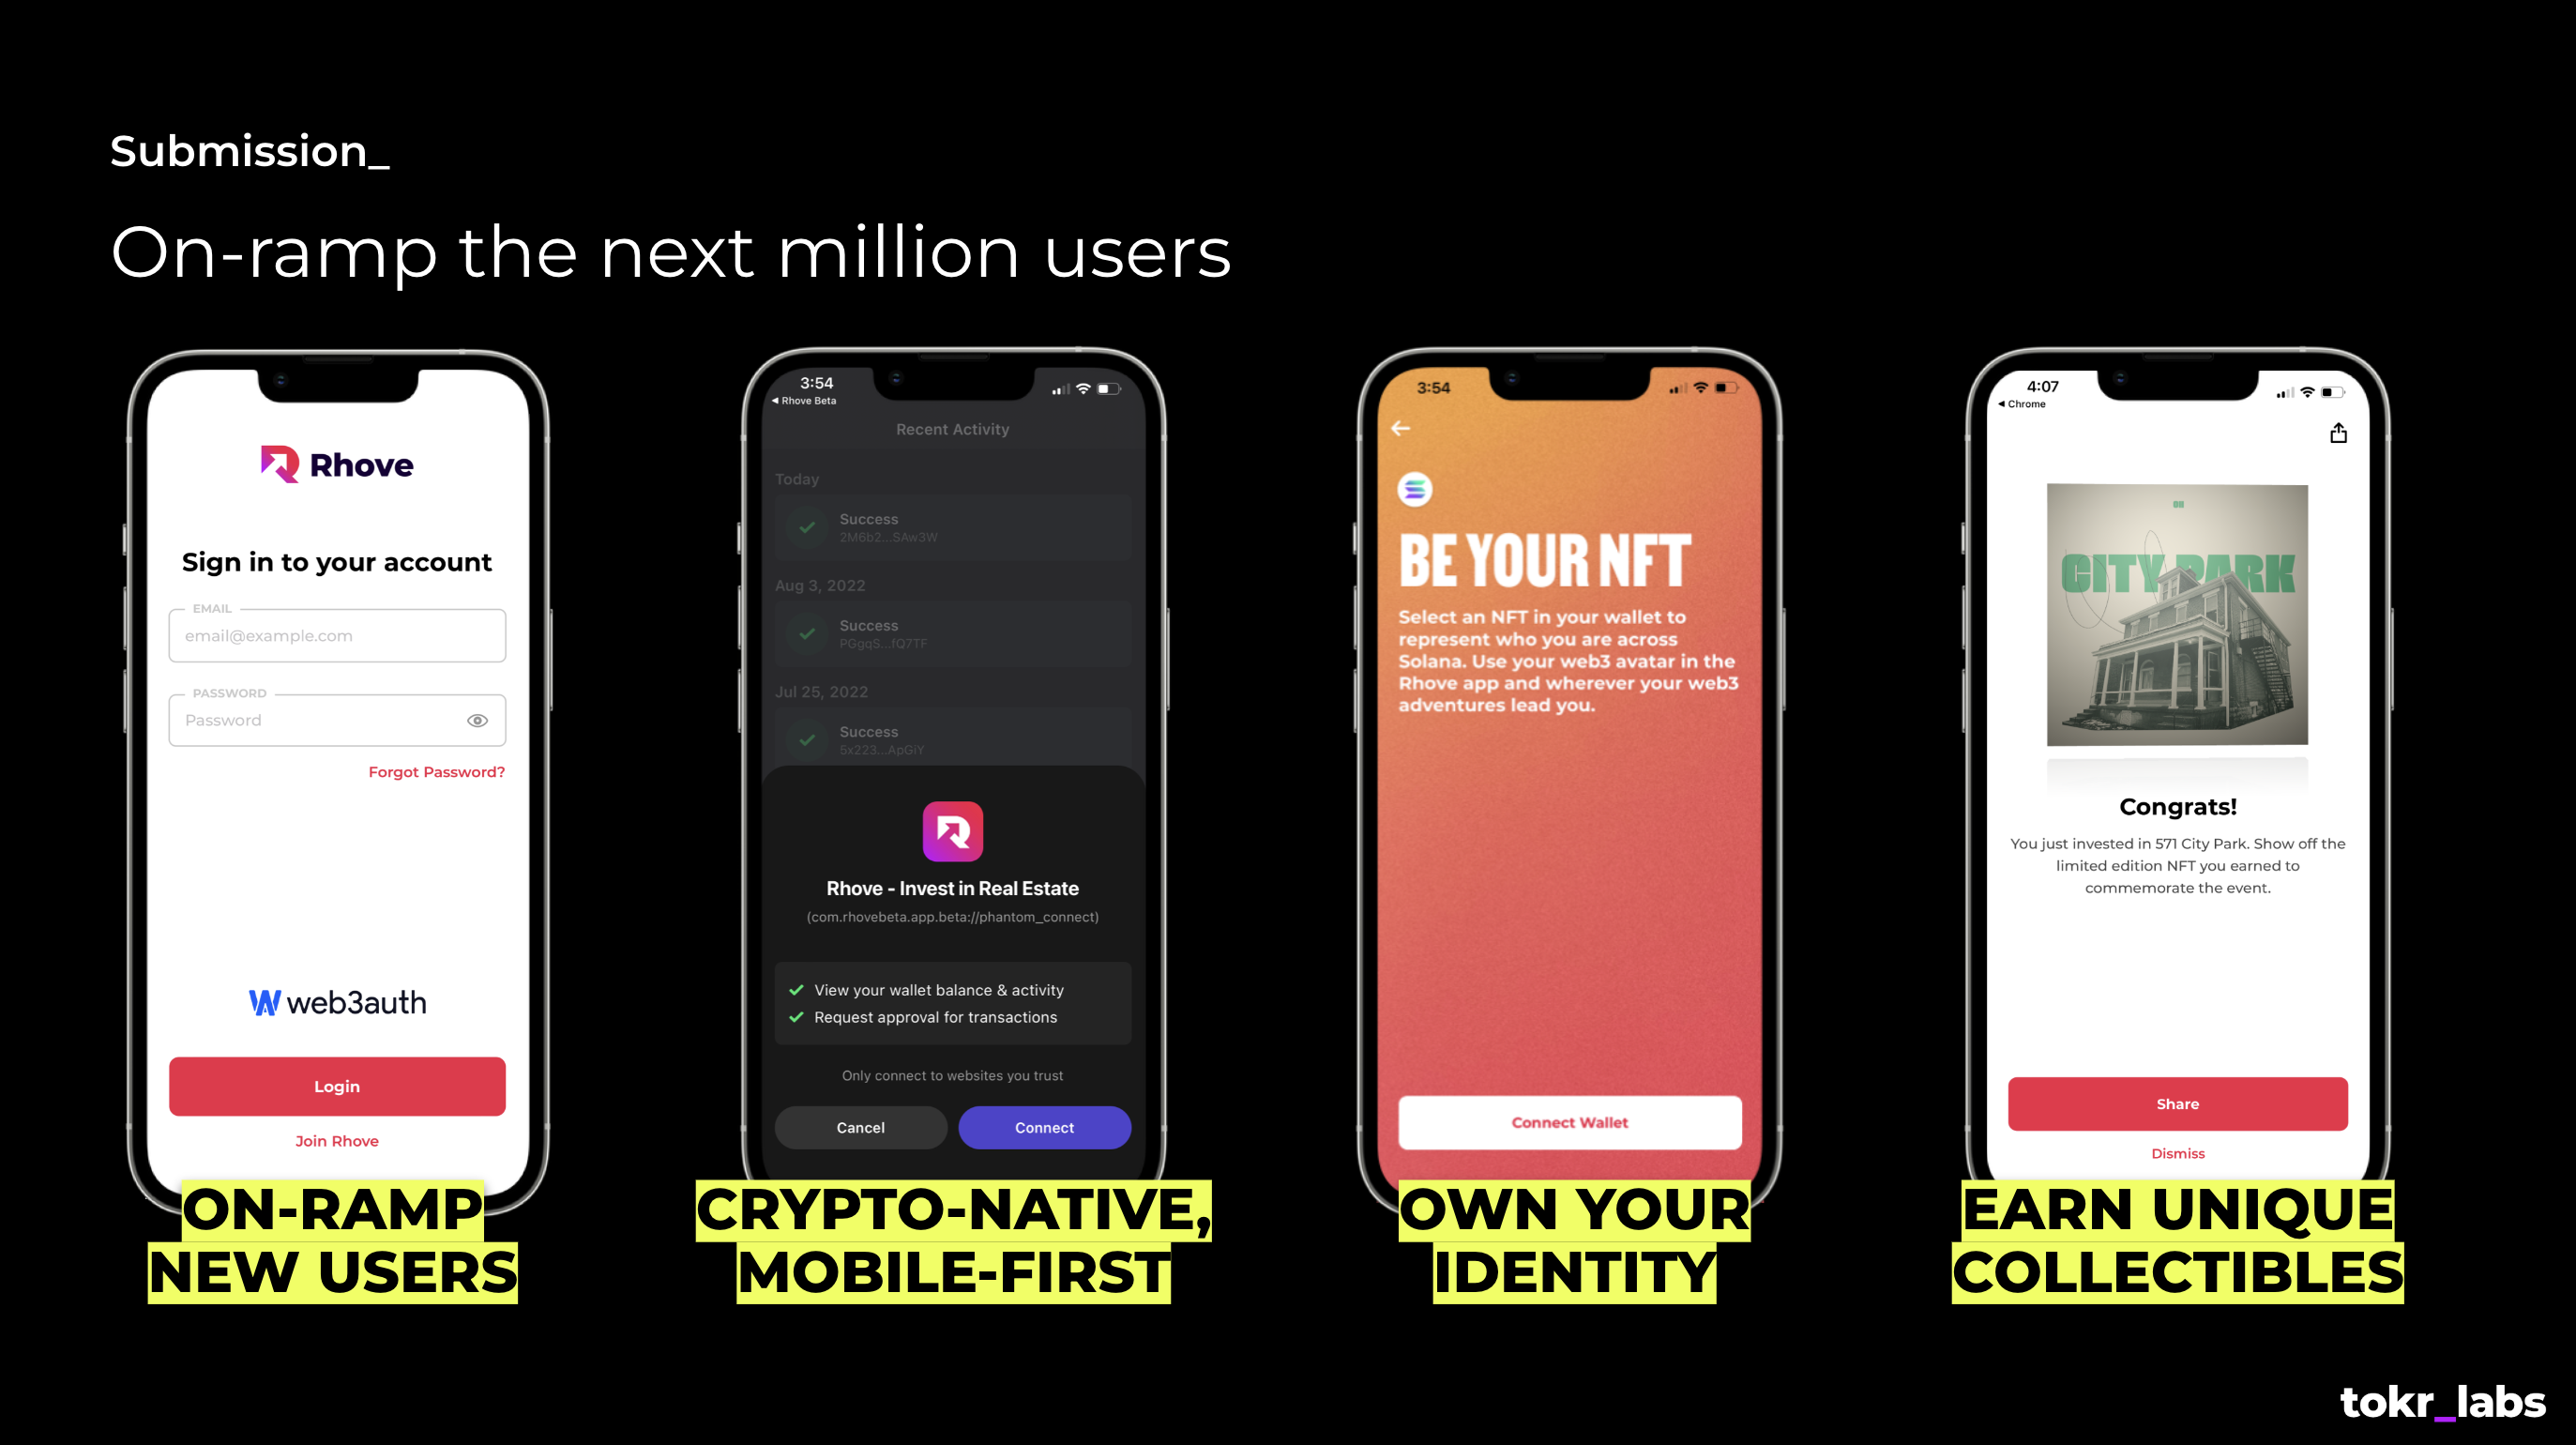 Submission_
On-ramp the next million users
Rhove
Sign in to your account
EMAIL
email@example.com
PASSWORD
Password
Forgot Password?
web3auth
Login
Join Rhove
ON-RAMP
NEW USERS
3:54
Rhove Beta
Recent Activity
Today
Success
2M6b2...SAw3W
Aug 3, 2022
Success
PGgqS...fQ7TF
Jul 25, 2022
Success
5x223...ApGiY
Rhove - Invest in Real Estate
(com.rhovebeta.app.beta://phantom_connect)
View your wallet balance & activity
Request approval for transactions
Only connect to websites you trust
Cancel
Connect
CRYPTO-NATIVE,
MOBILE-FIRST
3:54
BE YOUR NFT
Select an NFT in your wallet to
represent who you are across
Solana. Use your web3 avatar in the
Rhove app and wherever your web3
adventures lead you.
Connect Wallet
OWN YOUR
IDENTITY
4:07
Chrome
CITY PARK
Congrats!
You just invested in 571 City Park. Show off the
limited edition NFT you earned to
commemorate the event.
Share
Dismiss
EARN UNIQUE
COLLECTIBLES
tokr_labs